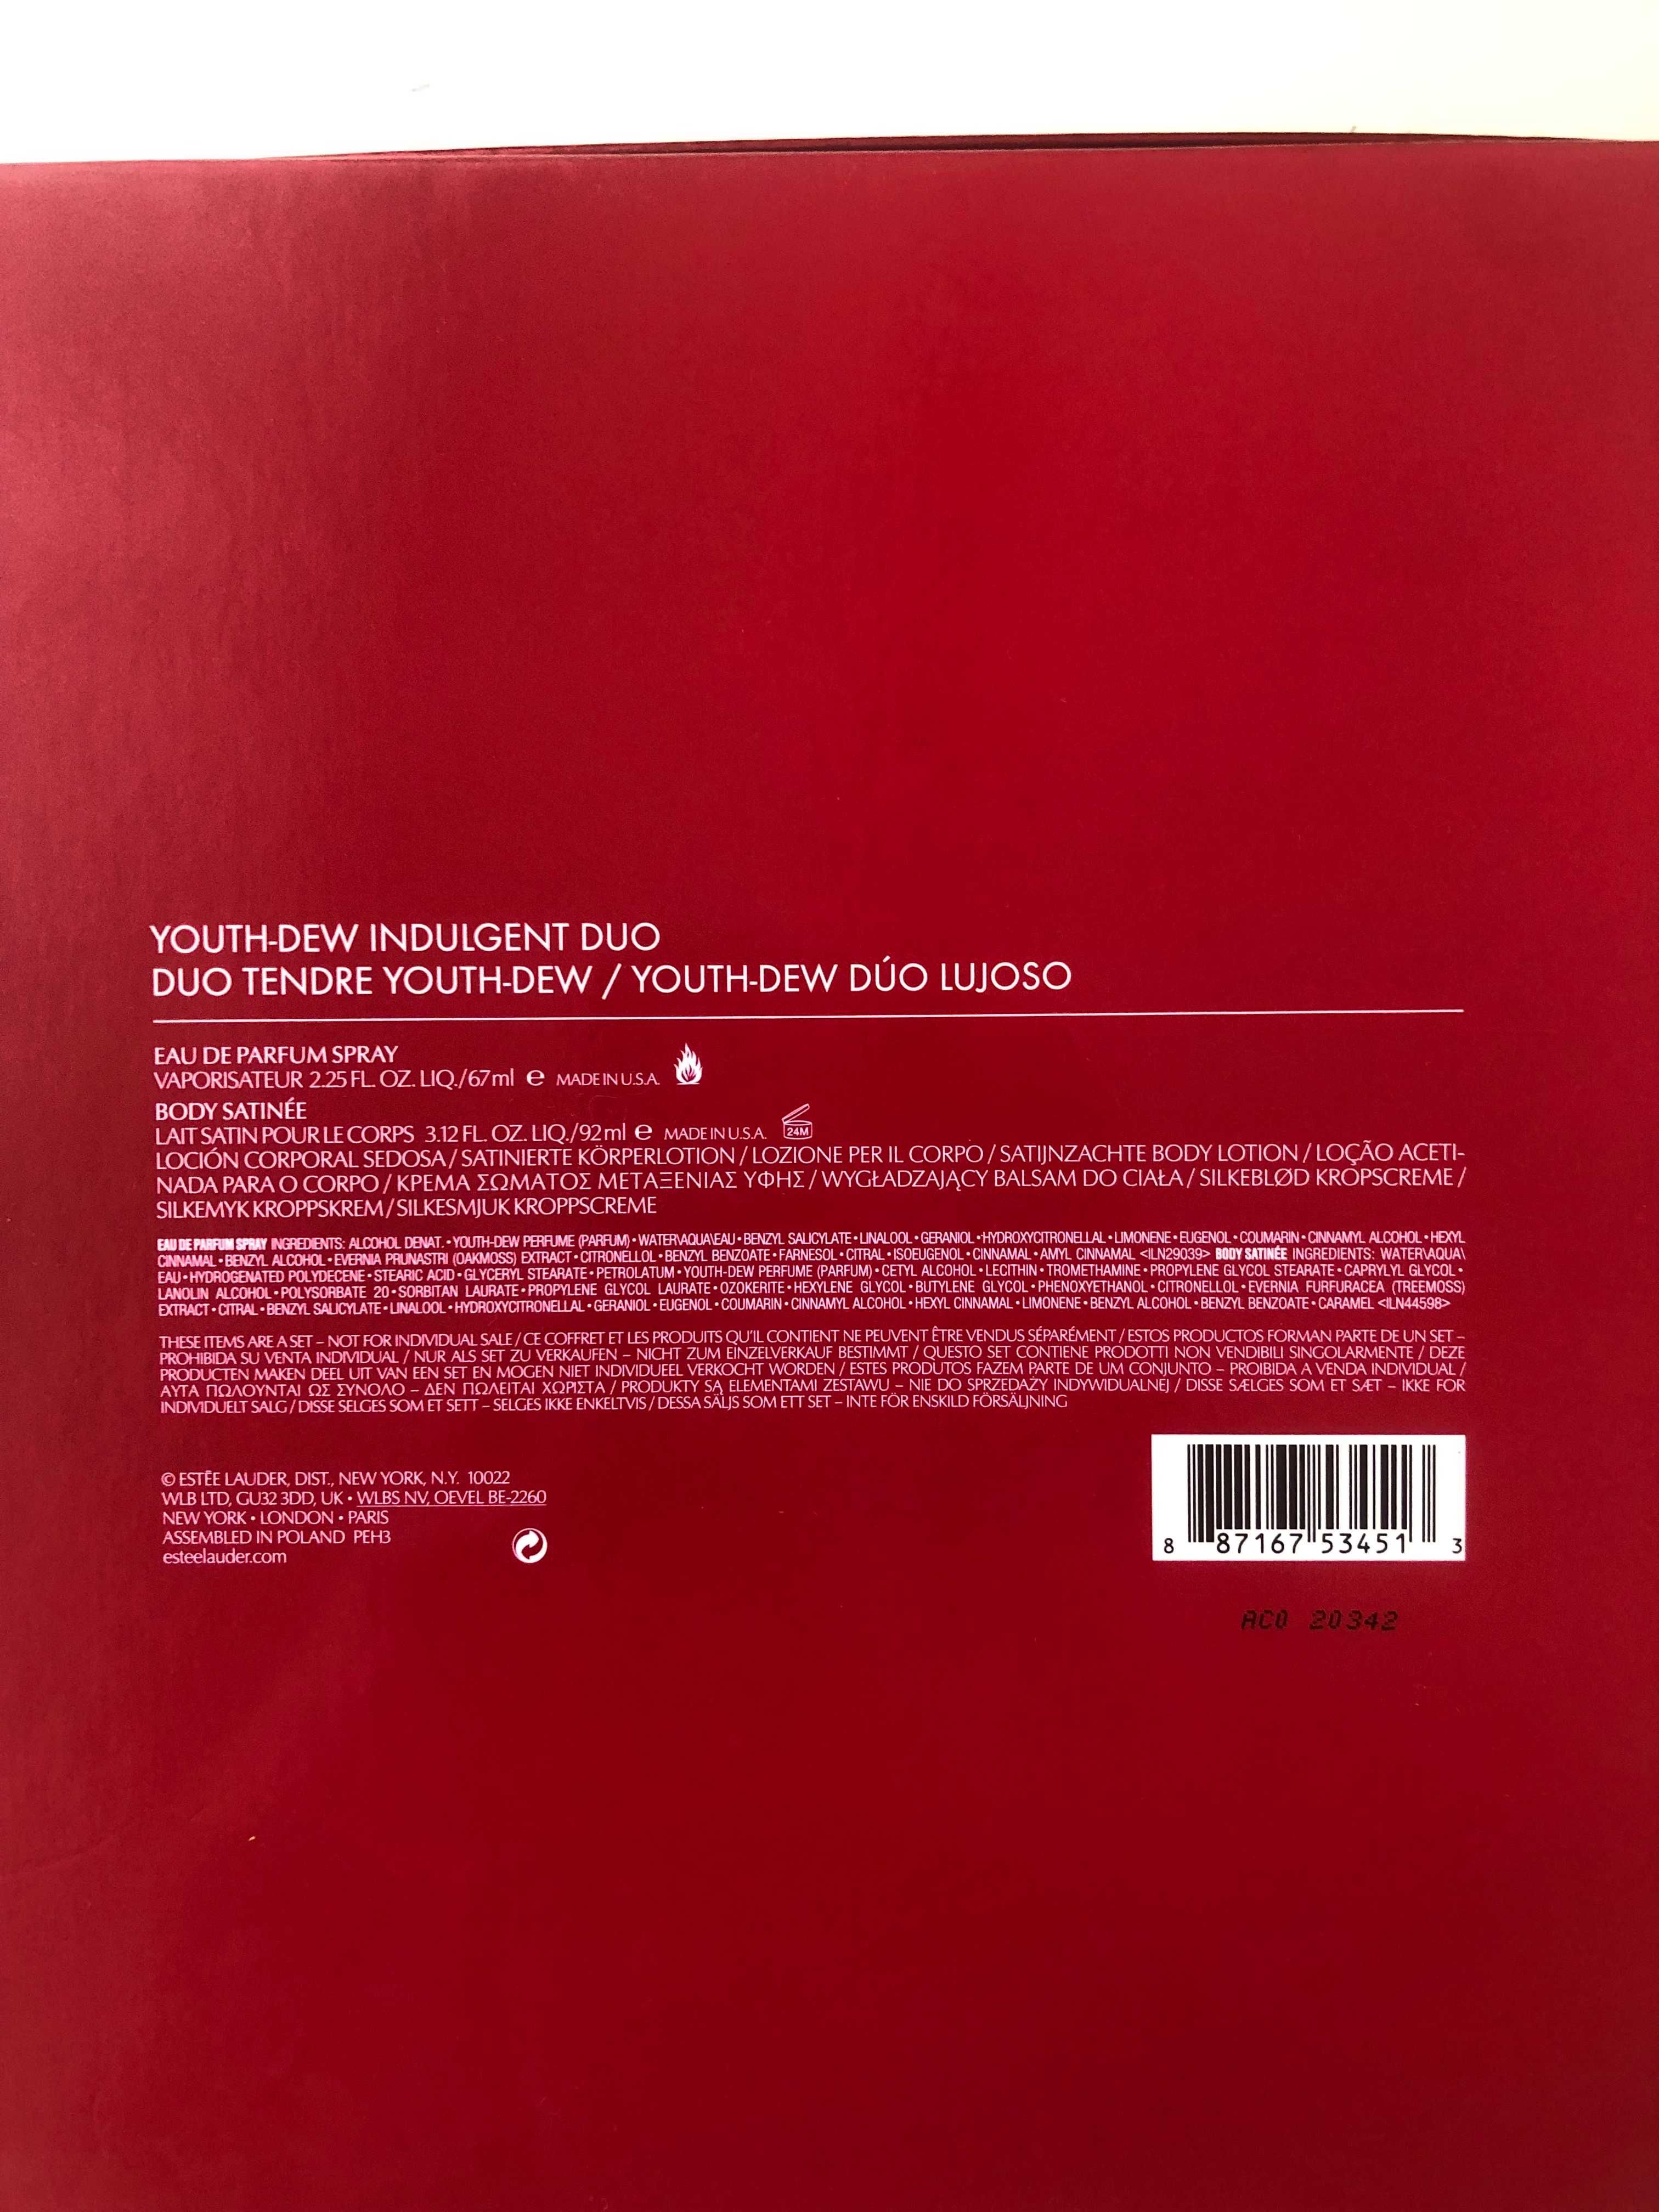 YOUTH-DEW INDULGENT DUO
DUO TENDRE YOUTH-DEW / YOUTH-DEW DÚO LUJOSO
EAU DE PARFUM SPRAY
VAPORISATEUR 2.25 FL. OZ. LIQ./67ml e MADE IN U.S.A.
BODY SATINÉE
LAIT SATIN POUR LE CORPS 3.12 FL. OZ. LIQ./92ml e MADE IN U.S.A. 24M
LOCIÓN CORPORAL SEDOSA / SATINIERTE KÖRPERLOTION / LOZIONE PER IL CORPO / SATIJNZACHTE BODY LOTION / LOÇÃO ACETI-
NADA PARA O CORPO / ΚΡΕΜΑ ΣΩΜΑΤΟΣ ΜΕΤΑΞΕΝΙΑΣ ΥΦΗΣ / WYGŁADZAJĄCY BALSAM DO CIAŁA / SILKEBLØD KROPSCREME /
SILKEMYK KROPPSKREM / SILKESMJUK KROPPSCREME
EAU DE PARFUM SPRAY INGREDIENTS: ALCOHOL DENAT. • YOUTH-DEW PERFUME (PARFUM) • WATER\AQUA\EAU • BENZYL SALICYLATE • LINALOOL • GERANIOL • HYDROXYCITRONELLAL • LIMONENE • EUGENOL • COUMARIN • CINNAMYL ALCOHOL • HEXYL
CINNAMAL • BENZYL ALCOHOL • EVERNIA PRUNASTRI (OAKMOSS) EXTRACT • CITRONELLOL • BENZYL BENZOATE • FARNESOL • CITRAL • ISOEUGENOL • CINNAMAL • AMYL CINNAMAL <ILN29039> BODY SATINÉE INGREDIENTS: WATER\AQUA\
EAU • HYDROGENATED POLYDECENE • STEARIC ACID • GLYCERYL STEARATE • PETROLATUM • YOUTH-DEW PERFUME (PARFUM) • CETYL ALCOHOL • LECITHIN • TROMETHAMINE • PROPYLENE GLYCOL STEARATE • CAPRYLYL GLYCOL •
LANOLIN ALCOHOL • POLYSORBATE 20 • SORBITAN LAURATE • PROPYLENE GLYCOL LAURATE • OZOKERITE • HEXYLENE GLYCOL • BUTYLENE GLYCOL • PHENOXYETHANOL • CITRONELLOL • EVERNIA FURFURACEA (TREEMOSS)
EXTRACT • CITRAL • BENZYL SALICYLATE • LINALOOL • HYDROXYCITRONELLAL • GERANIOL • EUGENOL • COUMARIN • CINNAMYL ALCOHOL • HEXYL CINNAMAL • LIMONENE • BENZYL ALCOHOL • BENZYL BENZOATE • CARAMEL <ILN44598>
THESE ITEMS ARE A SET – NOT FOR INDIVIDUAL SALE / CE COFFRET ET LES PRODUITS QU'IL CONTIENT NE PEUVENT ÊTRE VENDUS SÉPARÉMENT / ESTOS PRODUCTOS FORMAN PARTE DE UN SET –
PROHIBIDA SU VENTA INDIVIDUAL / NUR ALS SET ZU VERKAUFEN – NICHT ZUM EINZELVERKAUF BESTIMMT / QUESTO SET CONTIENE PRODOTTI NON VENDIBILI SINGOLARMENTE / DEZE
PRODUCTEN MAKEN DEEL UIT VAN EEN SET EN MOGEN NIET INDIVIDUEEL VERKOCHT WORDEN / ESTES PRODUTOS FAZEM PARTE DE UM CONJUNTO – PROIBIDA A VENDA INDIVIDUAL /
ΑΥΤΑ ΠΩΛΟΥΝΤΑΙ ΩΣ ΣΥΝΟΛΟ – ΔΕΝ ΠΩΛΕΙΤΑΙ ΧΩΡΙΣΤΑ / PRODUKTY SĄ ELEMENTAMI ZESTAWU – NIE DO SPRZEDAŻY INDYWIDUALNEJ / DISSE SÆLGES SOM ET SÆT – IKKE FOR
INDIVIDUELT SALG / DISSE SELGES SOM ET SETT – SELGES IKKE ENKELTVIS / DESSA SÄLJS SOM ETT SET – INTE FÖR ENSKILD FÖRSÄLJNING
© ESTÉE LAUDER, DIST., NEW YORK, N.Y. 10022
WLB LTD, GU32 3DD, UK • WLBS NV, OEVEL BE-2260
NEW YORK • LONDON • PARIS
ASSEMBLED IN POLAND PEH3
esteelauder.com
8 87167 53451 3
AC0 20342